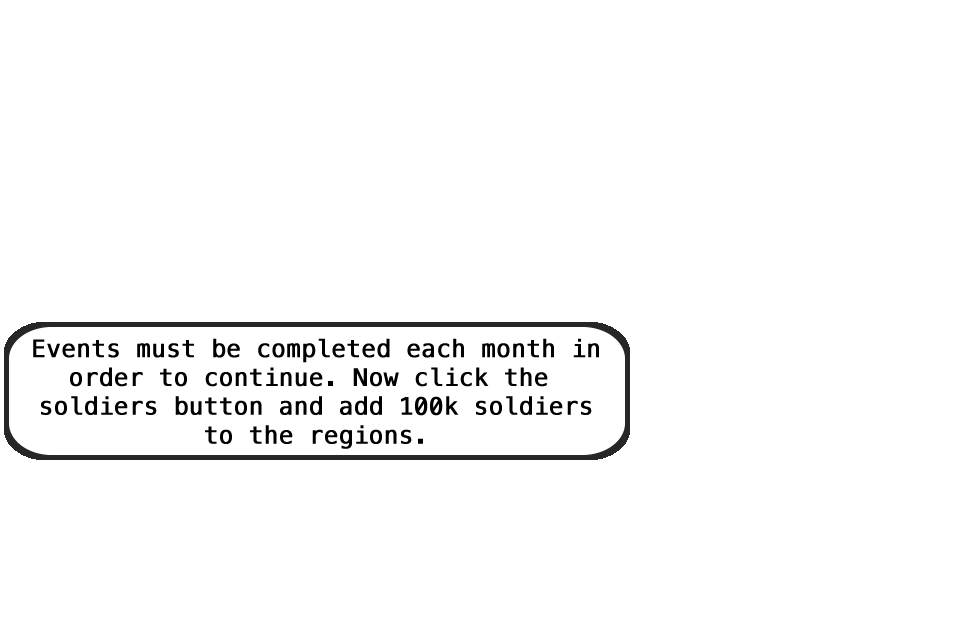 Events must be completed each month in
order to continue. Now click the
soldiers button and add 100k soldiers
to the regions.